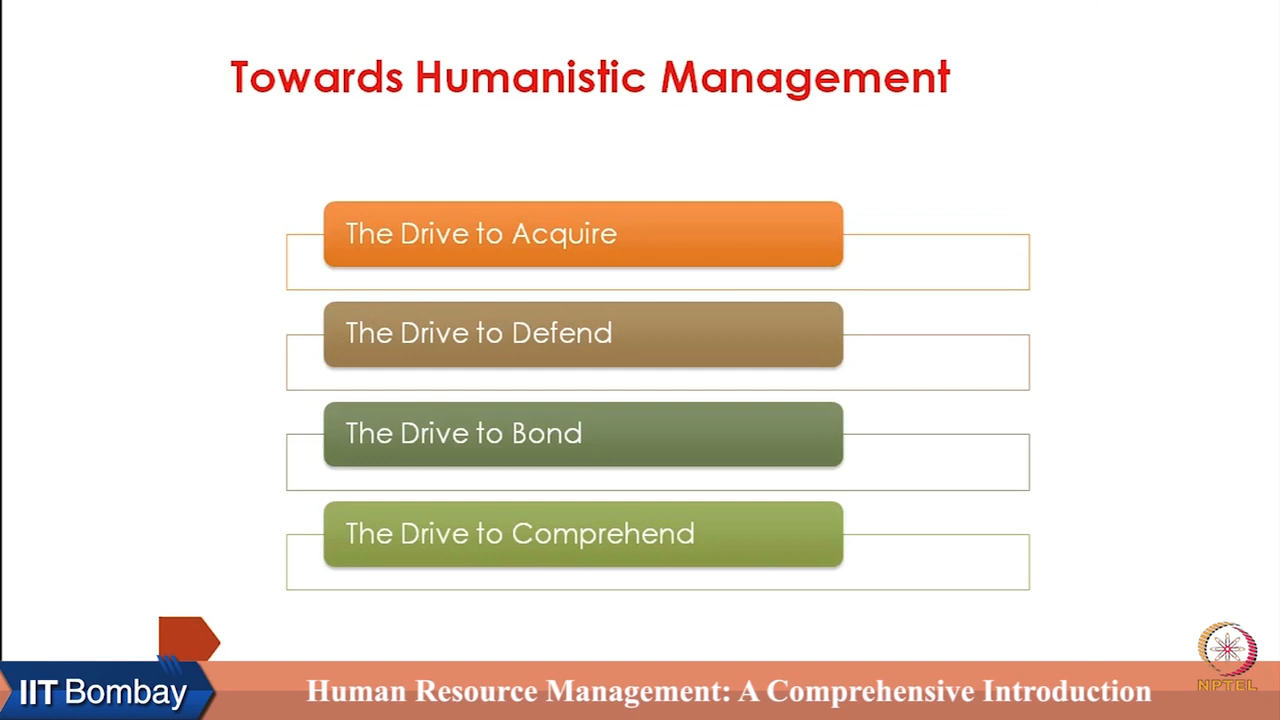 Towards Humanistic Management
The Drive to Acquire
The Drive to Defend
The Drive to Bond
The Drive to Comprehend
IIT Bombay
Human Resource Management: A Comprehensive Introduction
NPTEL